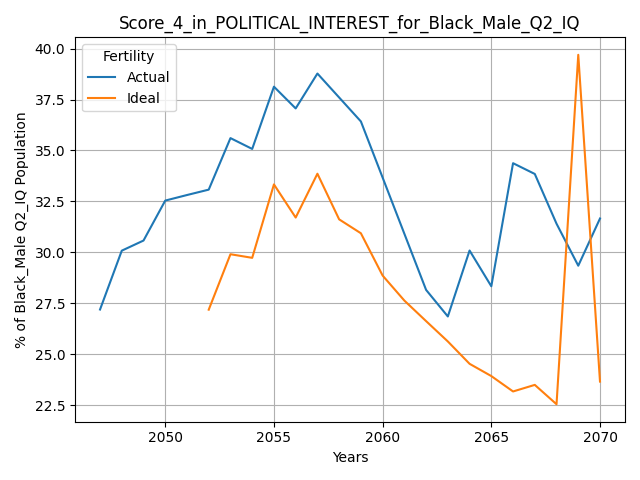 Score_4_in_POLITICAL_INTEREST_for_Black_Male_Q2_IQ
Fertility
Actual
Ideal
% of Black_Male Q2_IQ Population
40.0
37.5
35.0
32.5
30.0
27.5
25.0
22.5
2050
2055
2060
2065
2070
Years